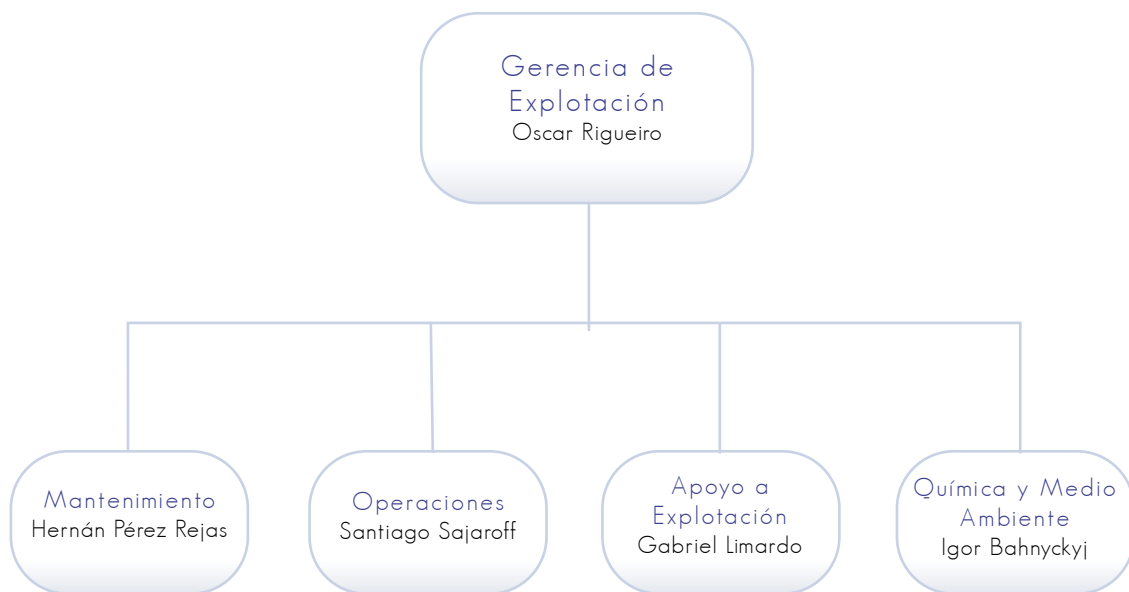 Gerencia de
Explotación
Oscar Rigueiro
Mantenimiento
Hernán Pérez Rejas
Operaciones
Santiago Sajaroff
Apoyo a
Explotación
Gabriel Limardo
Química y Medio
Ambiente
Igor Bahnyckyj